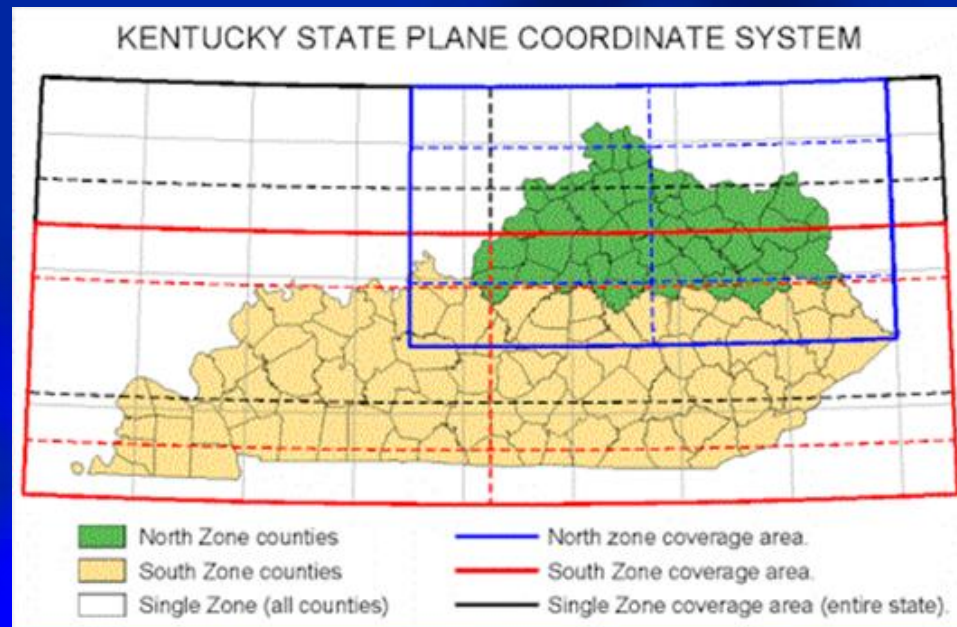 KENTUCKY STATE PLANE COORDINATE SYSTEM
North Zone counties
South Zone counties
Single Zone (all counties)
North zone coverage area.
South Zone coverage area.
Single Zone coverage area (entire state).